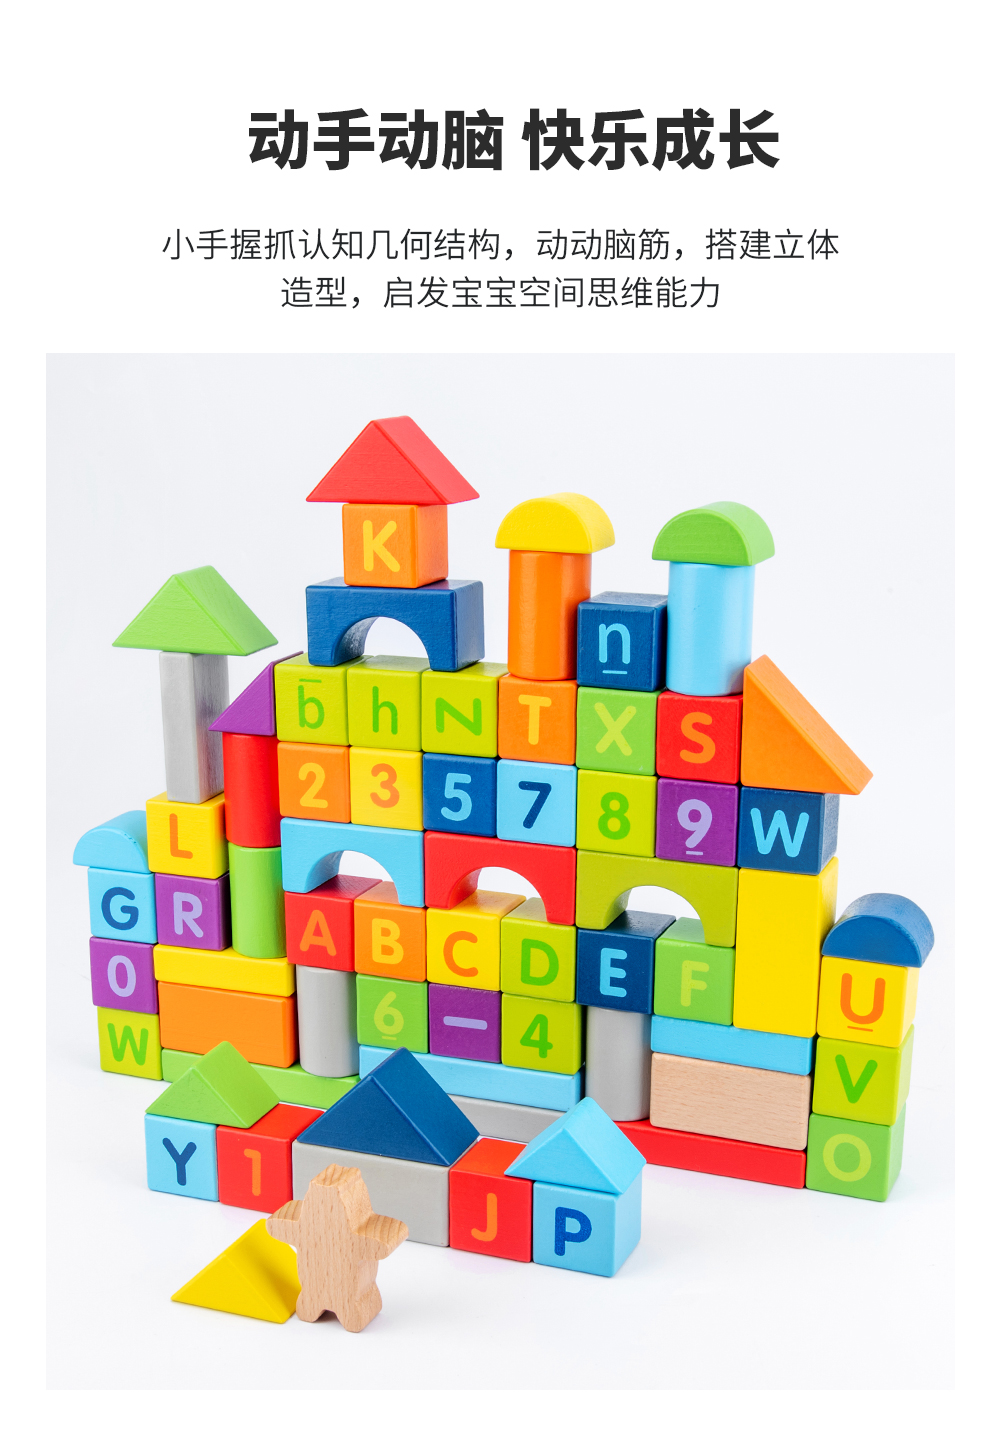 动手动脑 快乐成长
小手握抓认知几何结构，动动脑筋，搭建立体
造型，启发宝宝空间思维能力
K
n
b h N T X S
2 3 5 7 8 9 W
L
G R A B C D E F
0 6 – 4 U
W V
Y 1 J P O